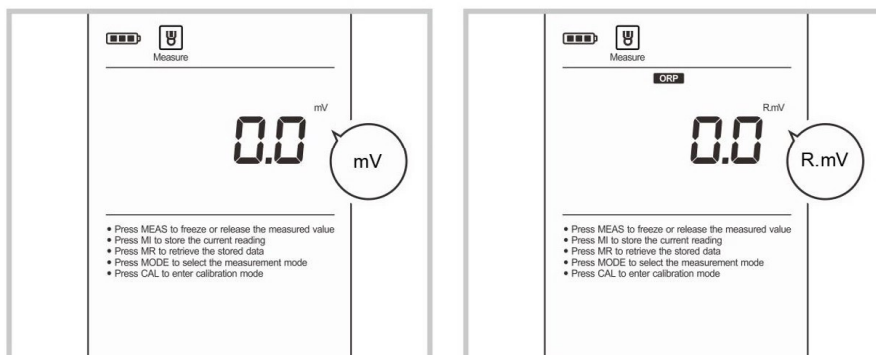 Measure
mV
0.0
mV
• Press MEAS to freeze or release the measured value
• Press MI to store the current reading
• Press MR to retrieve the stored data
• Press MODE to select the measurement mode
• Press CAL to enter calibration mode
Measure
ORP
R.mV
0.0
R.mV
• Press MEAS to freeze or release the measured value
• Press MI to store the current reading
• Press MR to retrieve the stored data
• Press MODE to select the measurement mode
• Press CAL to enter calibration mode